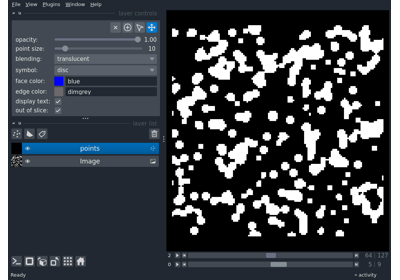 File View Plugins Window Help
layer controls
opacity: 1.00
point size: 10
blending: translucent
symbol: disc
face color: blue
edge color: dimgrey
display text:
out of slice:
layer list
points
Image
2 64 127
0 5 9
Ready activity